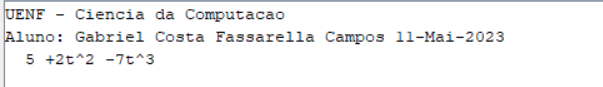 UENF - Ciencia da Computacao
Aluno: Gabriel Costa Fassarella Campos 11-Mai-2023
5 +2t^2 -7t^3